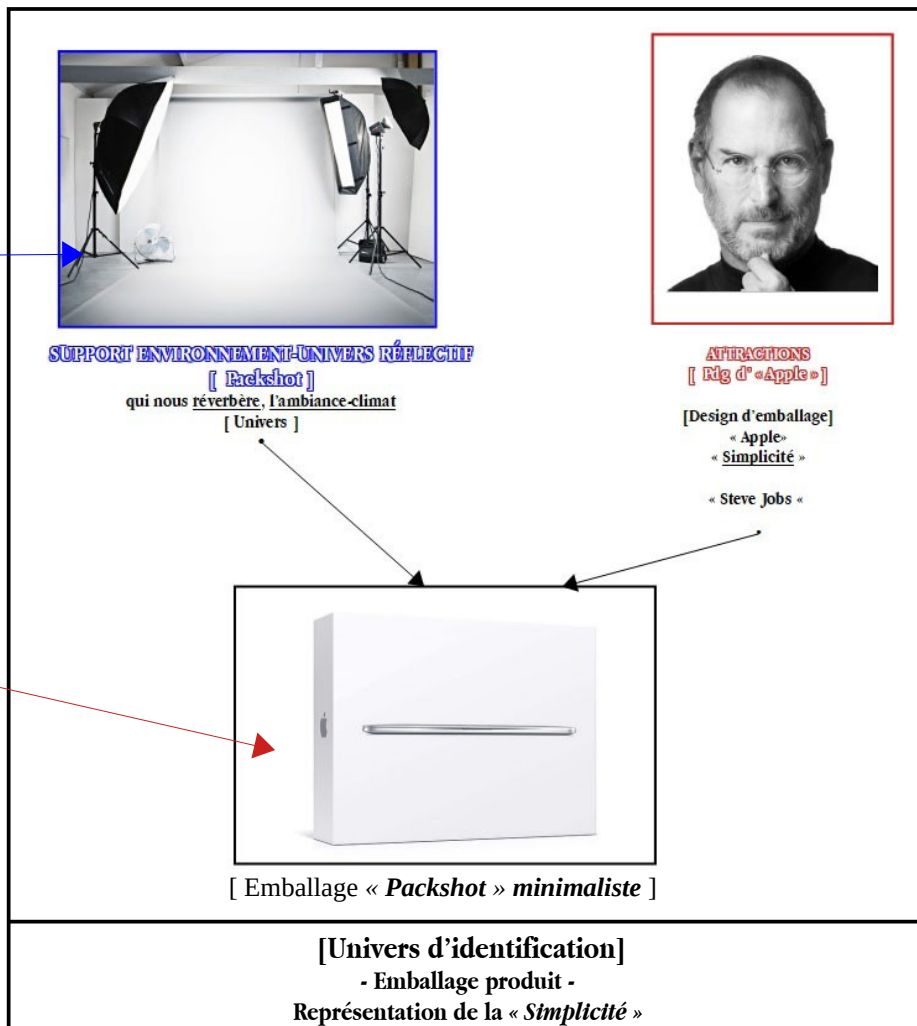 SUPPORT ENVIRONNEMENT-UNIVERS RÉFLECTIF
[ Packshot ]
qui nous réverbère, l'ambiance-climat
[ Univers ]
ATTRACTIONS
[ Pdg d' « Apple » ]
[Design d'emballage]
« Apple»
« Simplicité »
« Steve Jobs «
[ Emballage « Packshot » minimaliste ]
[Univers d'identification]
- Emballage produit -
Représentation de la « Simplicité »